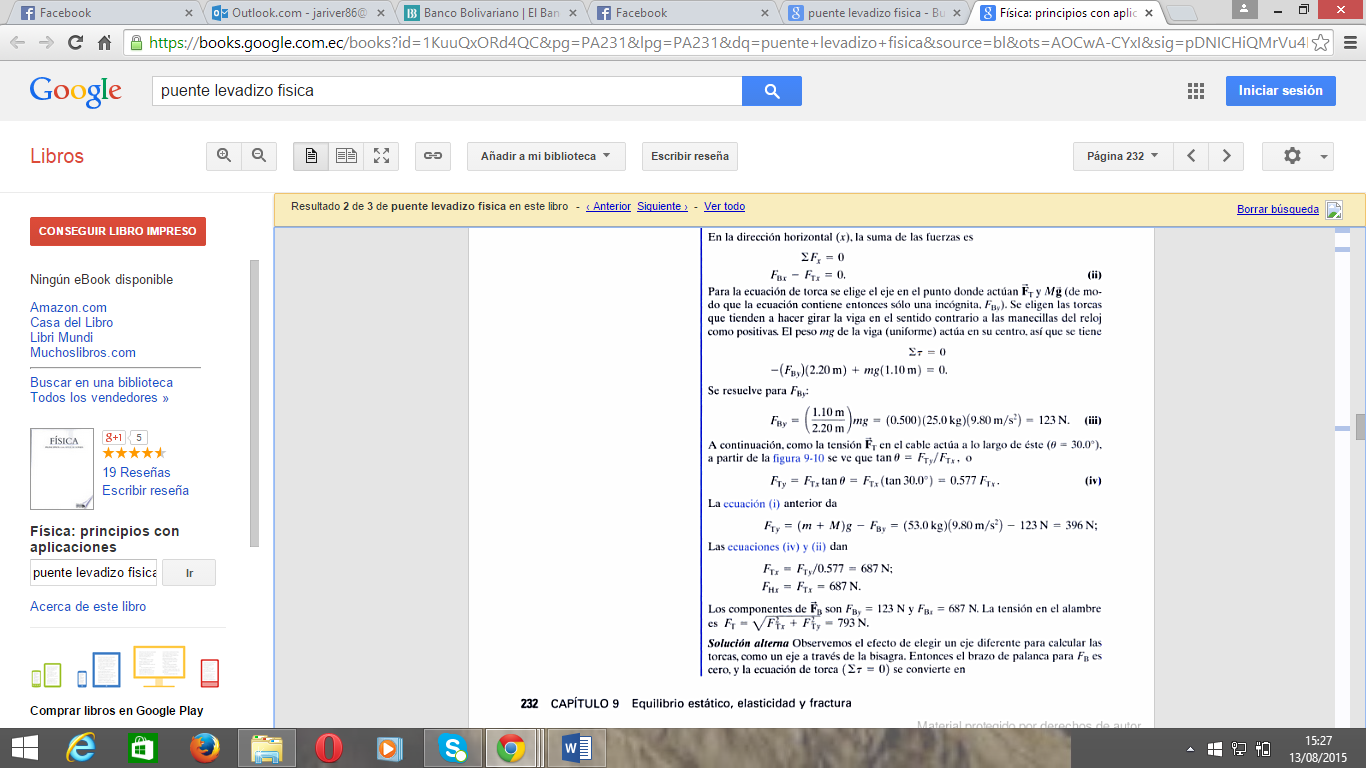 Facebook
Outlook.com - jariver86@
Banco Bolivariano | El Ban
Facebook
puente levadizo fisica - Bu
Física: principios con aplic
https://books.google.com.ec/books?id=1KuuQxORd4QC&pg=PA231&lpg=PA231&dq=puente+levadizo+fisica&source=bl&ots=AOCwA-CYxI&sig=pDNICHiQMrVu4
Google
puente levadizo fisica
Iniciar sesión
Libros
Añadir a mi biblioteca
Escribir reseña
Página 232
Resultado 2 de 3 de puente levadizo fisica en este libro - ‹ Anterior Siguiente › - Ver todo
Borrar búsqueda
CONSEGUIR LIBRO IMPRESO
Ningún eBook disponible
Amazon.com
Casa del Libro
Libri Mundi
Muchoslibros.com
Buscar en una biblioteca
Todos los vendedores »
FÍSICA
g+1 5
19 Reseñas
Escribir reseña
Física: principios con
aplicaciones
puente levadizo fisica
Ir
Acerca de este libro
Comprar libros en Google Play
En la dirección horizontal (x), la suma de las fuerzas es
ΣFx = 0
FBx − FTx = 0. (ii)
Para la ecuación de torca se elige el eje en el punto donde actúan F⃗T y Mg⃗ (de mo-
do que la ecuación contiene entonces sólo una incógnita, FBy). Se eligen las torcas
que tienden a hacer girar la viga en el sentido contrario a las manecillas del reloj
como positivas. El peso mg de la viga (uniforme) actúa en su centro, así que se tiene
Στ = 0
−(FBy)(2.20 m) + mg(1.10 m) = 0.
Se resuelve para FBy:
FBy = (1.10 m / 2.20 m)mg = (0.500)(25.0 kg)(9.80 m/s²) = 123 N. (iii)
A continuación, como la tensión F⃗T en el cable actúa a lo largo de éste (θ = 30.0°),
a partir de la figura 9-10 se ve que tan θ = FTy/FTx, o
FTy = FTx tan θ = FTx (tan 30.0°) = 0.577 FTx. (iv)
La ecuación (i) anterior da
FTy = (m + M)g − FBy = (53.0 kg)(9.80 m/s²) − 123 N = 396 N;
Las ecuaciones (iv) y (ii) dan
FTx = FTy/0.577 = 687 N;
FHx = FTx = 687 N.
Los componentes de F⃗B son FBy = 123 N y FBx = 687 N. La tensión en el alambre
es FT = √(F²Tx + F²Ty) = 793 N.
Solución alterna Observemos el efecto de elegir un eje diferente para calcular las
torcas, como un eje a través de la bisagra. Entonces el brazo de palanca para FB es
cero, y la ecuación de torca (Στ = 0) se convierte en
232 CAPÍTULO 9 Equilibrio estático, elasticidad y fractura
Material protegido por derechos de autor
15:27
13/08/2015